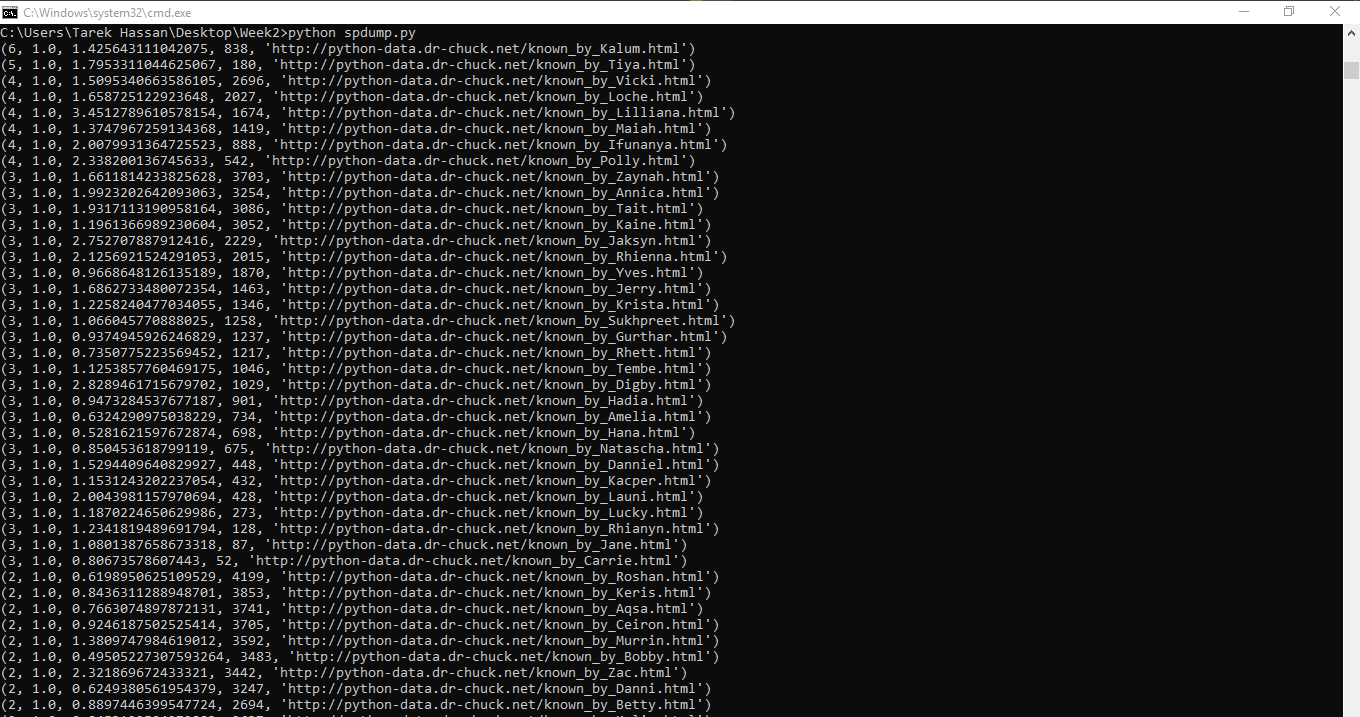 C:\Windows\system32\cmd.exe
C:\Users\Tarek Hassan\Desktop\Week2>python spdump.py
(6, 1.0, 1.425643111042075, 838, 'http://python-data.dr-chuck.net/known_by_Kalum.html')
(5, 1.0, 1.7953311044625067, 180, 'http://python-data.dr-chuck.net/known_by_Tiya.html')
(4, 1.0, 1.5095340663586105, 2696, 'http://python-data.dr-chuck.net/known_by_Vicki.html')
(4, 1.0, 1.658725122923648, 2027, 'http://python-data.dr-chuck.net/known_by_Loche.html')
(4, 1.0, 3.4512789610578154, 1674, 'http://python-data.dr-chuck.net/known_by_Lilliana.html')
(4, 1.0, 1.3747967259134368, 1419, 'http://python-data.dr-chuck.net/known_by_Maiah.html')
(4, 1.0, 2.0079931364725523, 888, 'http://python-data.dr-chuck.net/known_by_Ifunanya.html')
(4, 1.0, 2.338200136745633, 542, 'http://python-data.dr-chuck.net/known_by_Polly.html')
(3, 1.0, 1.6611814233825628, 3703, 'http://python-data.dr-chuck.net/known_by_Zaynah.html')
(3, 1.0, 1.9923202642093063, 3254, 'http://python-data.dr-chuck.net/known_by_Annica.html')
(3, 1.0, 1.9317113190958164, 3086, 'http://python-data.dr-chuck.net/known_by_Tait.html')
(3, 1.0, 1.1961366989230604, 3052, 'http://python-data.dr-chuck.net/known_by_Kaine.html')
(3, 1.0, 2.752707887912416, 2229, 'http://python-data.dr-chuck.net/known_by_Jaksyn.html')
(3, 1.0, 2.1256921524291053, 2015, 'http://python-data.dr-chuck.net/known_by_Rhienna.html')
(3, 1.0, 0.9668648126135189, 1870, 'http://python-data.dr-chuck.net/known_by_Yves.html')
(3, 1.0, 1.6862733480072354, 1463, 'http://python-data.dr-chuck.net/known_by_Jerry.html')
(3, 1.0, 1.2258240477034055, 1346, 'http://python-data.dr-chuck.net/known_by_Krista.html')
(3, 1.0, 1.066045770888025, 1258, 'http://python-data.dr-chuck.net/known_by_Sukhpreet.html')
(3, 1.0, 0.9374945926246829, 1237, 'http://python-data.dr-chuck.net/known_by_Gurthar.html')
(3, 1.0, 0.7350775223569452, 1217, 'http://python-data.dr-chuck.net/known_by_Rhett.html')
(3, 1.0, 1.1253857760469175, 1046, 'http://python-data.dr-chuck.net/known_by_Tembe.html')
(3, 1.0, 2.8289461715679702, 1029, 'http://python-data.dr-chuck.net/known_by_Digby.html')
(3, 1.0, 0.9473284537677187, 901, 'http://python-data.dr-chuck.net/known_by_Hadia.html')
(3, 1.0, 0.6324290975038229, 734, 'http://python-data.dr-chuck.net/known_by_Amelia.html')
(3, 1.0, 0.5281621597672874, 698, 'http://python-data.dr-chuck.net/known_by_Hana.html')
(3, 1.0, 0.850453618799119, 675, 'http://python-data.dr-chuck.net/known_by_Natascha.html')
(3, 1.0, 1.5294409640829927, 448, 'http://python-data.dr-chuck.net/known_by_Danniel.html')
(3, 1.0, 1.1531243202237054, 432, 'http://python-data.dr-chuck.net/known_by_Kacper.html')
(3, 1.0, 2.0043981157970694, 428, 'http://python-data.dr-chuck.net/known_by_Launi.html')
(3, 1.0, 1.1870224650629986, 273, 'http://python-data.dr-chuck.net/known_by_Lucky.html')
(3, 1.0, 1.2341819489691794, 128, 'http://python-data.dr-chuck.net/known_by_Rhianyn.html')
(3, 1.0, 1.0801387658673318, 87, 'http://python-data.dr-chuck.net/known_by_Jane.html')
(3, 1.0, 0.80673578607443, 52, 'http://python-data.dr-chuck.net/known_by_Carrie.html')
(2, 1.0, 0.6198950625109529, 4199, 'http://python-data.dr-chuck.net/known_by_Roshan.html')
(2, 1.0, 0.8436311288948701, 3853, 'http://python-data.dr-chuck.net/known_by_Keris.html')
(2, 1.0, 0.7663074897872131, 3741, 'http://python-data.dr-chuck.net/known_by_Aqsa.html')
(2, 1.0, 0.9246187502525414, 3705, 'http://python-data.dr-chuck.net/known_by_Ceiron.html')
(2, 1.0, 1.3809747984619012, 3592, 'http://python-data.dr-chuck.net/known_by_Murrin.html')
(2, 1.0, 0.49505227307593264, 3483, 'http://python-data.dr-chuck.net/known_by_Bobby.html')
(2, 1.0, 2.321869672433321, 3442, 'http://python-data.dr-chuck.net/known_by_Zac.html')
(2, 1.0, 0.6249380561954379, 3247, 'http://python-data.dr-chuck.net/known_by_Danni.html')
(2, 1.0, 0.8897446399547724, 2694, 'http://python-data.dr-chuck.net/known_by_Betty.html')